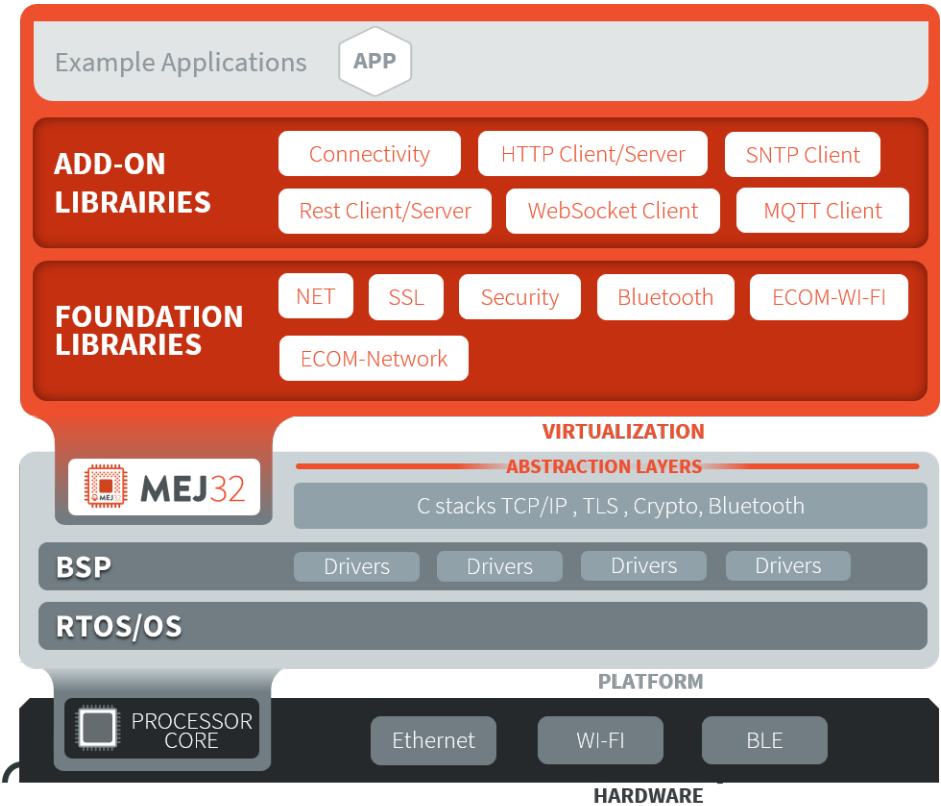 Example Applications APP
ADD-ON
LIBRAIRIES
Connectivity HTTP Client/Server SNTP Client
Rest Client/Server WebSocket Client MQTT Client
FOUNDATION
LIBRARIES
NET SSL Security Bluetooth ECOM-WI-FI
ECOM-Network
VIRTUALIZATION
ABSTRACTION LAYERS
MEJ32 MEJ32
C stacks TCP/IP , TLS , Crypto, Bluetooth
BSP Drivers Drivers Drivers Drivers
RTOS/OS
PLATFORM
PROCESSOR
CORE
Ethernet WI-FI BLE
HARDWARE